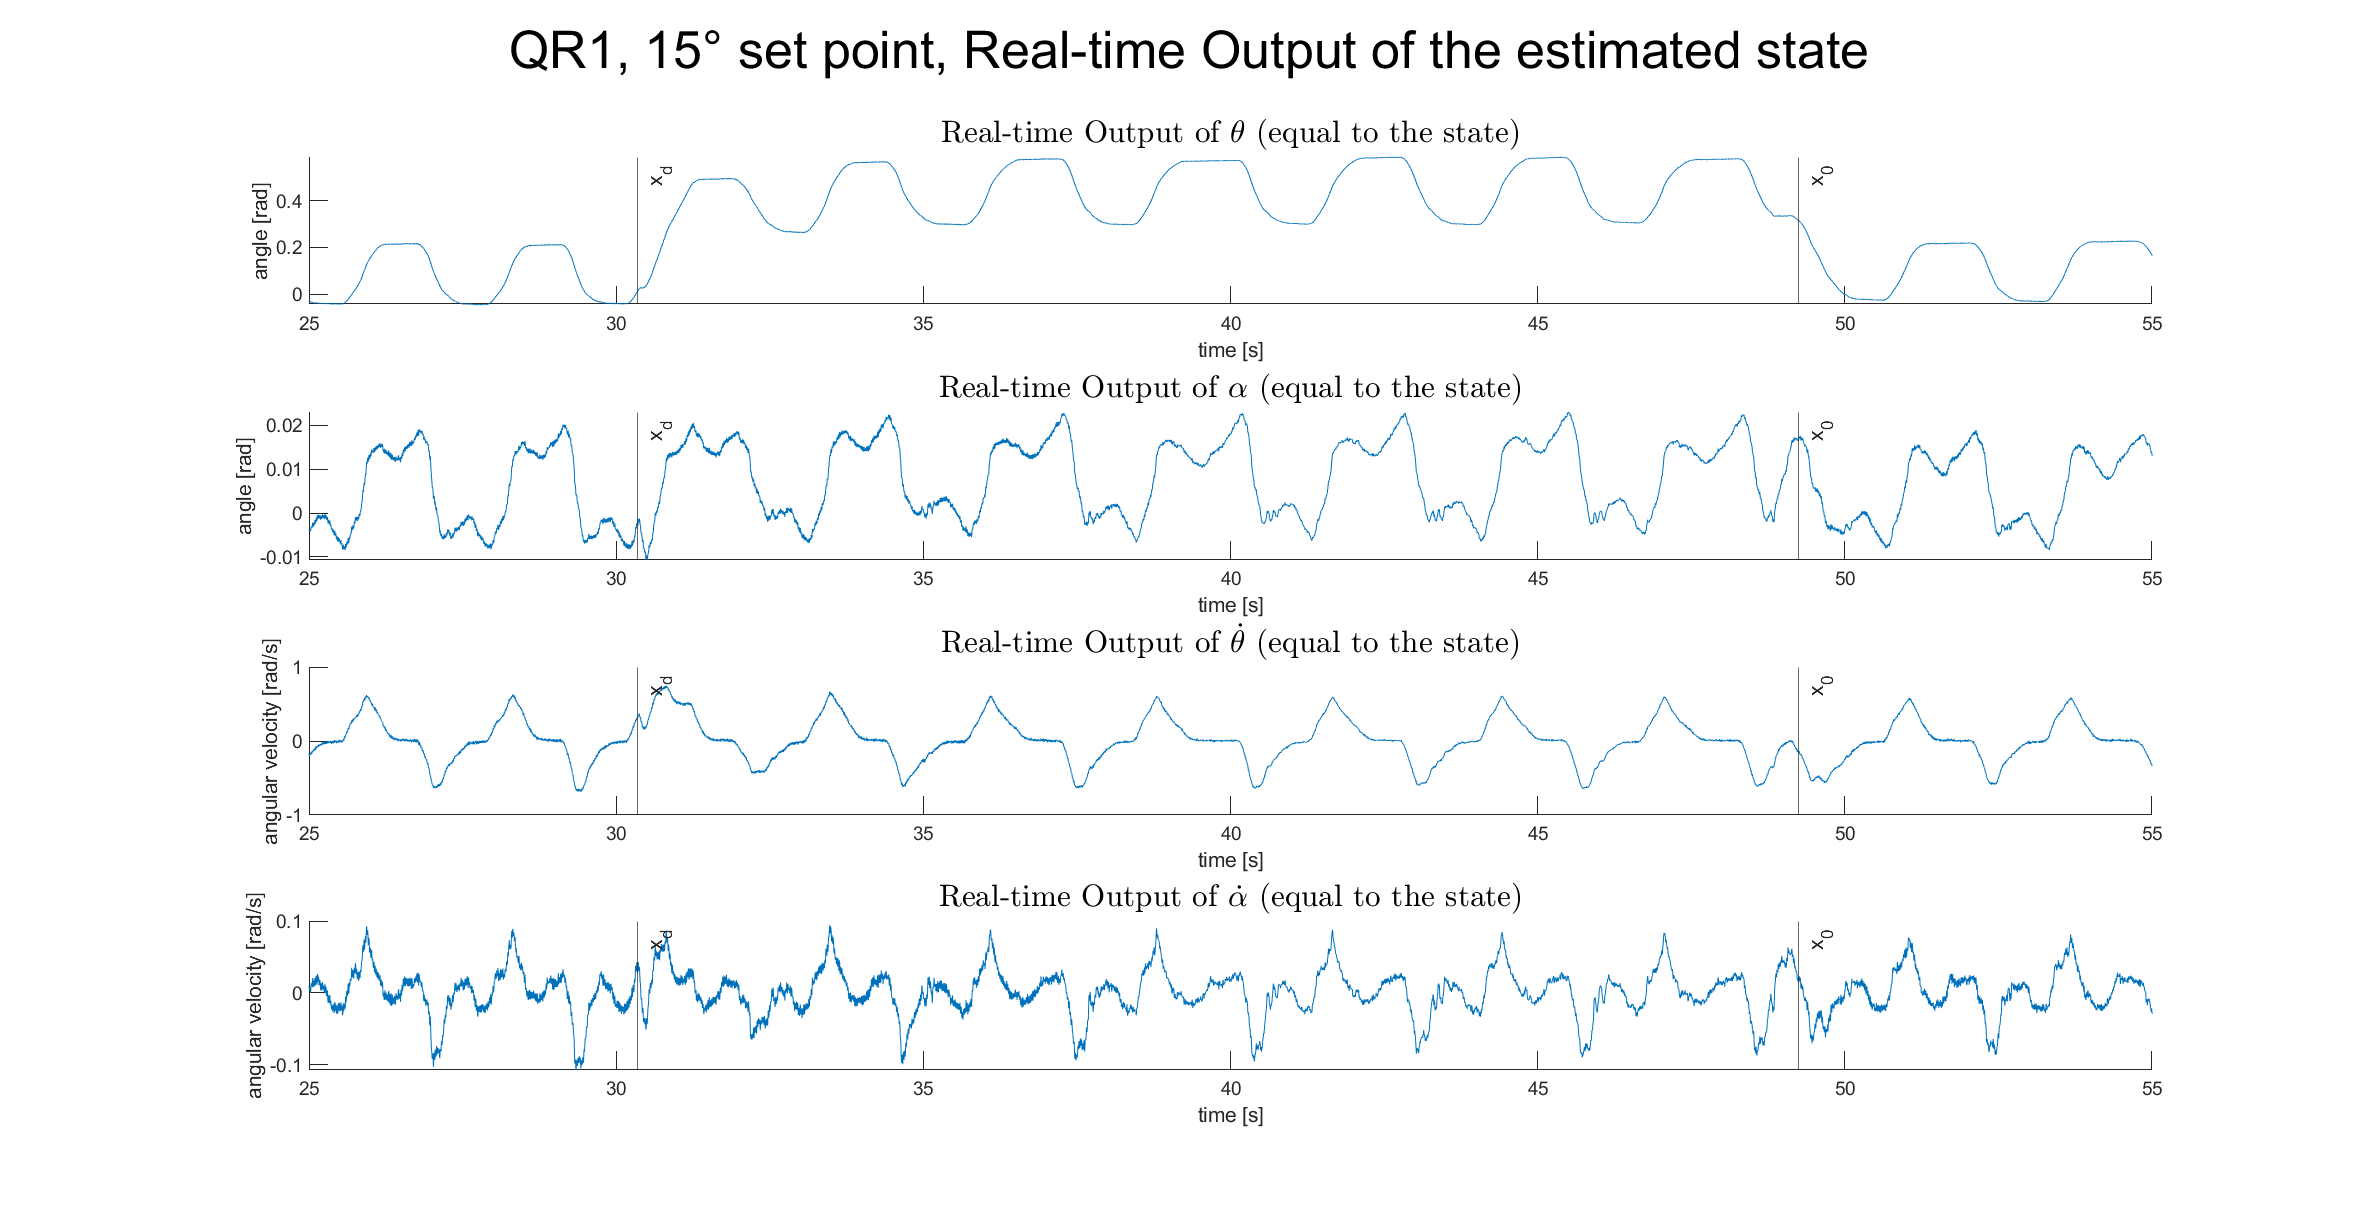 QR1, 15° set point, Real-time Output of the estimated state
Real-time Output of θ (equal to the state)
angle [rad]
0.4
0.2
0
x_d
x_0
25 30 35 40 45 50 55
time [s]
Real-time Output of α (equal to the state)
angle [rad]
0.02
0.01
0
-0.01
x_d
x_0
25 30 35 40 45 50 55
time [s]
Real-time Output of θ̇ (equal to the state)
angular velocity [rad/s]
1
0
-1
x_d
x_0
25 30 35 40 45 50 55
time [s]
Real-time Output of α̇ (equal to the state)
angular velocity [rad/s]
0.1
0
-0.1
x_d
x_0
25 30 35 40 45 50 55
time [s]